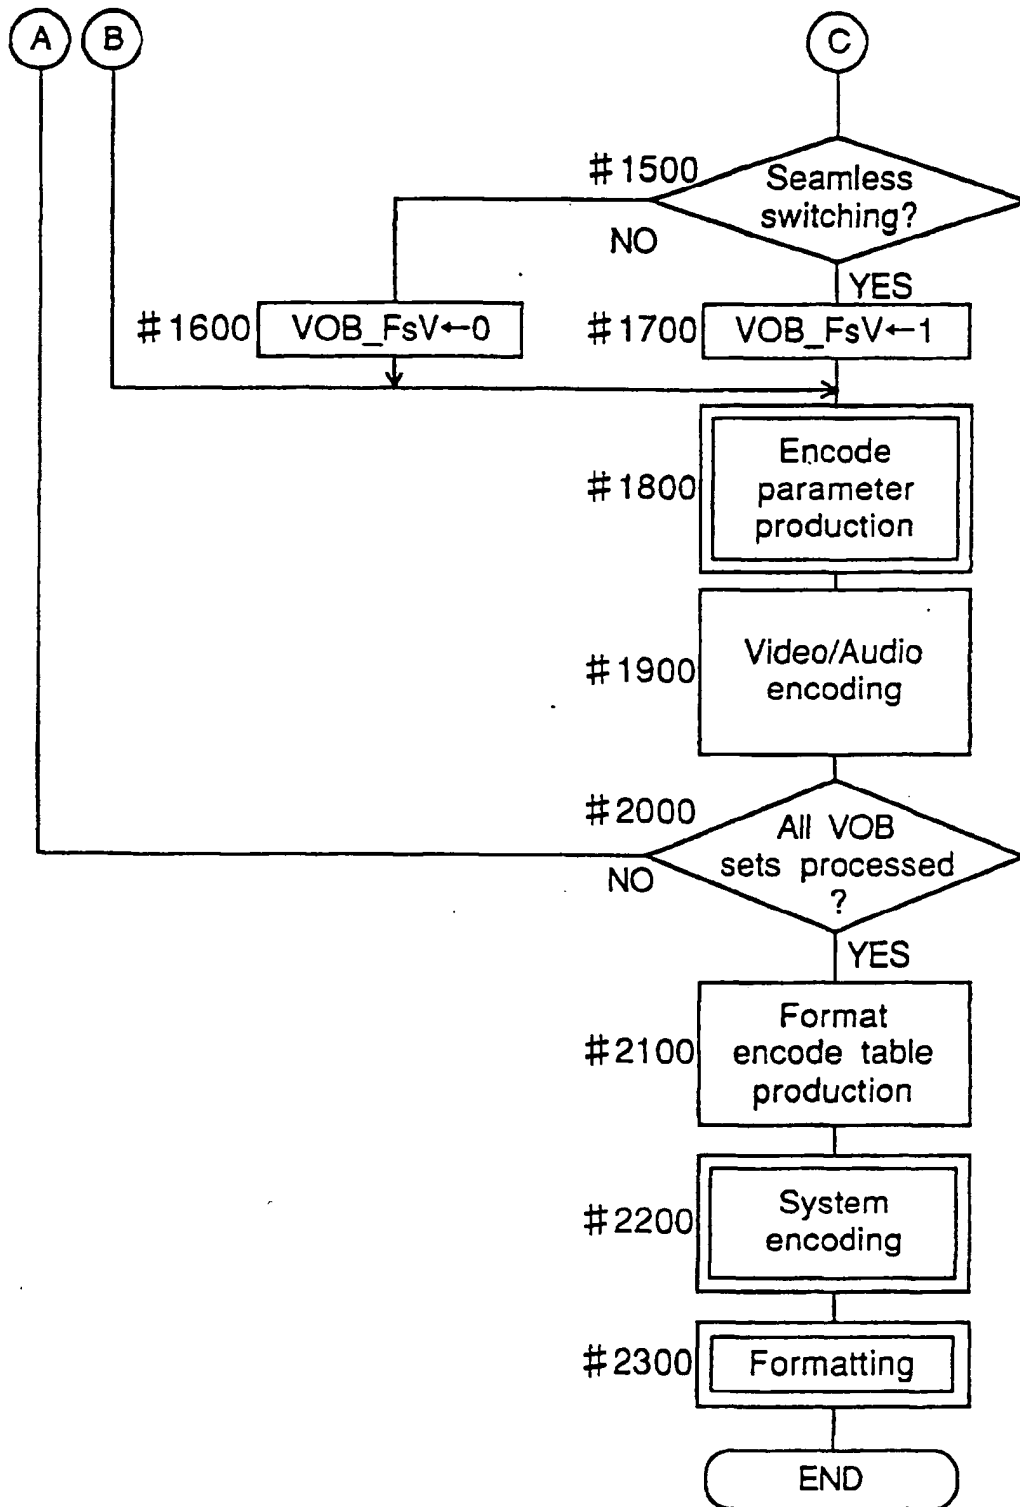 A
B
C
#1500
Seamless
switching?
NO
YES
#1600
VOB_FsV←0
#1700
VOB_FsV←1
#1800
Encode
parameter
production
#1900
Video/Audio
encoding
#2000
All VOB
sets processed
?
NO
YES
#2100
Format
encode table
production
#2200
System
encoding
#2300
Formatting
END